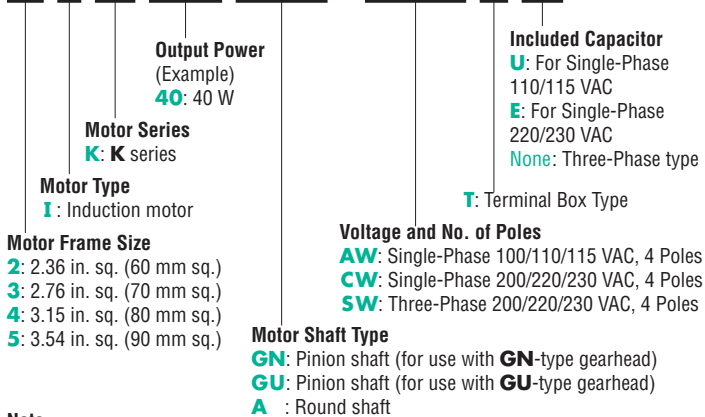 Output Power
(Example)
40: 40 W
Included Capacitor
U: For Single-Phase
110/115 VAC
E: For Single-Phase
220/230 VAC
None: Three-Phase type
Motor Series
K: K series
Motor Type
I : Induction motor
T: Terminal Box Type
Motor Frame Size
2: 2.36 in. sq. (60 mm sq.)
3: 2.76 in. sq. (70 mm sq.)
4: 3.15 in. sq. (80 mm sq.)
5: 3.54 in. sq. (90 mm sq.)
Voltage and No. of Poles
AW: Single-Phase 100/110/115 VAC, 4 Poles
CW: Single-Phase 200/220/230 VAC, 4 Poles
SW: Three-Phase 200/220/230 VAC, 4 Poles
Motor Shaft Type
GN: Pinion shaft (for use with GN-type gearhead)
GU: Pinion shaft (for use with GU-type gearhead)
A : Round shaft